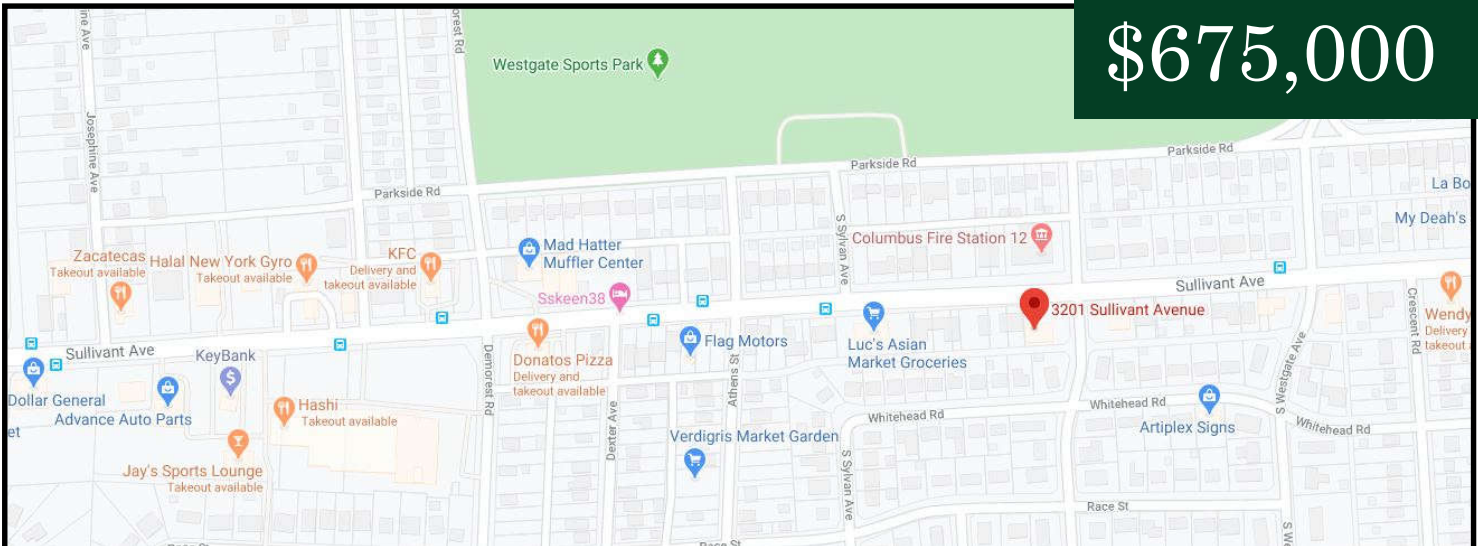 $675,000
Westgate Sports Park
Josephine Ave
Parkside Rd
Parkside Rd
Parkside Rd
La Bo
My Deah's
Zacatecas
Takeout available
Halal New York Gyro
Takeout available
KFC
Delivery and
takeout available
Mad Hatter
Muffler Center
S Sylvan Ave
Columbus Fire Station 12
Sskeen38
Sullivant Ave
3201 Sullivant Avenue
Crescent Rd
Wendy
Delivery
takeout
Sullivant Ave
KeyBank
Demorest Rd
Donatos Pizza
Delivery and
takeout available
Flag Motors
Athens St
Luc's Asian
Market Groceries
S Westgate Ave
Dollar General
Advance Auto Parts
et
Hashi
Takeout available
Dexter Ave
Whitehead Rd
Whitehead Rd
Whitehead Rd
Artiplex Signs
Jay's Sports Lounge
Takeout available
Verdigris Market Garden
S Sylvan Ave
Race St